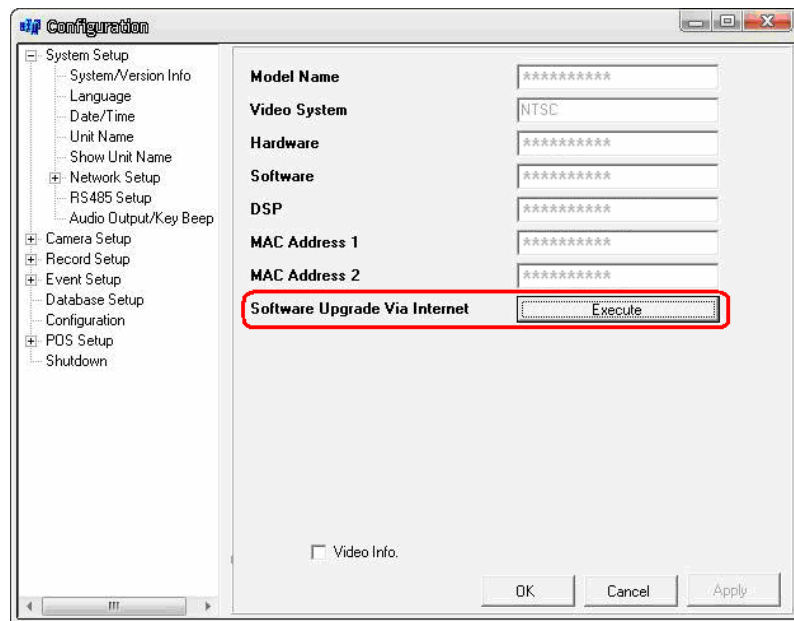 Configuration
System Setup
System/Version Info
Language
Date/Time
Unit Name
Show Unit Name
Network Setup
RS485 Setup
Audio Output/Key Beep
Camera Setup
Record Setup
Event Setup
Database Setup
Configuration
POS Setup
Shutdown
Model Name **********
Video System NTSC
Hardware **********
Software **********
DSP **********
MAC Address 1 **********
MAC Address 2 **********
Software Upgrade Via Internet Execute
Video Info.
OK Cancel Apply